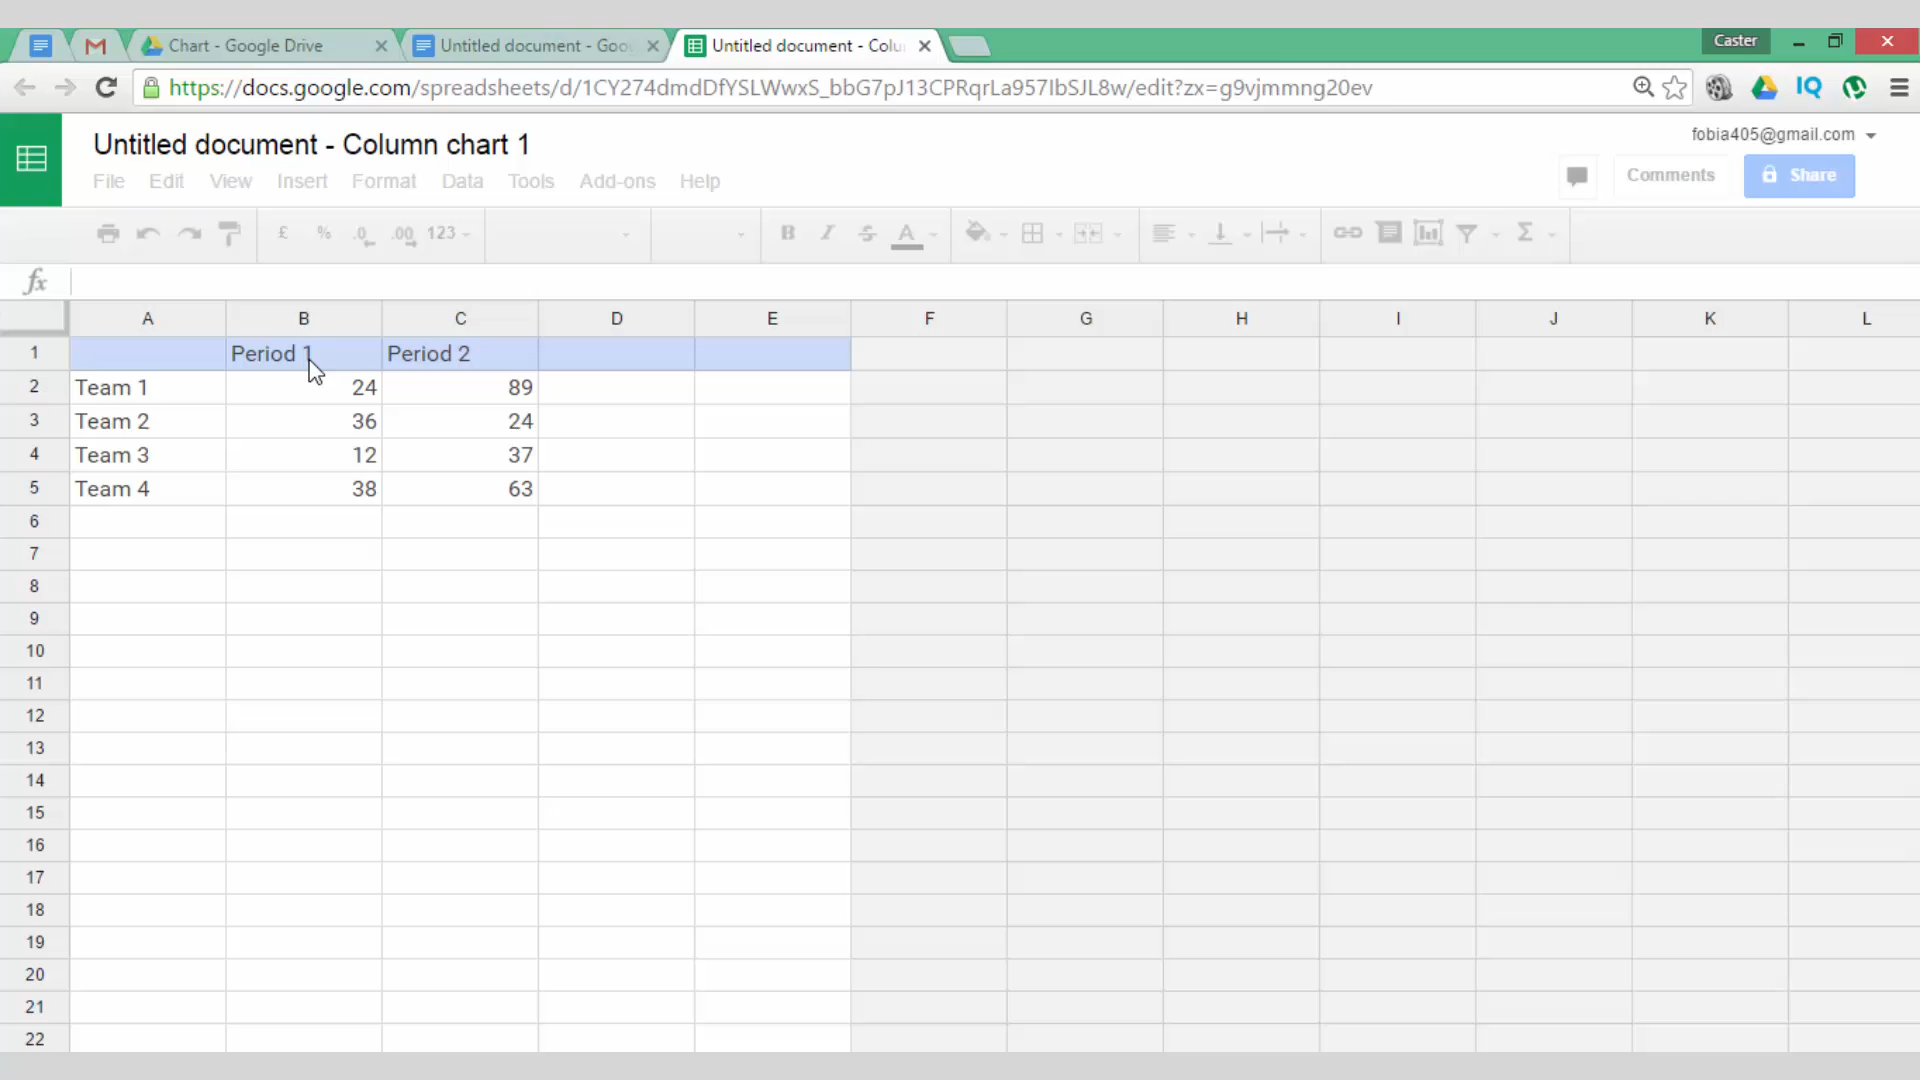 Caster
Chart - Google Drive
Untitled document - Goo
Untitled document - Colu
https://docs.google.com/spreadsheets/d/1CY274dmdDfYSLWwxS_bbG7pJ13CPRqrLa957IbSJL8w/edit?zx=g9vjmmng20ev
IQ
Untitled document - Column chart 1
fobia405@gmail.com
File Edit View Insert Format Data Tools Add-ons Help
Comments
Share
£ % .0 .00 123
B I S A
Σ
fx
A B C D E F G H I J K L
1 Period 1 Period 2
2 Team 1 24 89
3 Team 2 36 24
4 Team 3 12 37
5 Team 4 38 63
6
7
8
9
10
11
12
13
14
15
16
17
18
19
20
21
22